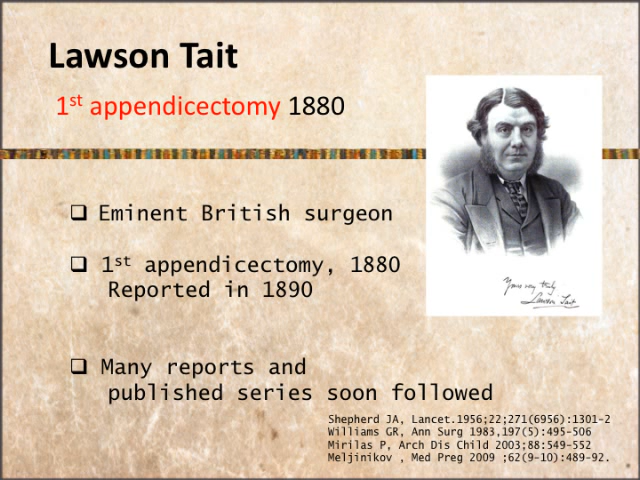 Lawson Tait
1st appendicectomy 1880
Eminent British surgeon
1st appendicectomy, 1880
Reported in 1890
Yours very truly
Lawson Tait
Many reports and
published series soon followed
Shepherd JA, Lancet.1956;22;271(6956):1301-2
Williams GR, Ann Surg 1983,197(5):495-506
Mirilas P, Arch Dis Child 2003;88:549-552
Meljinikov , Med Preg 2009 ;62(9-10):489-92.